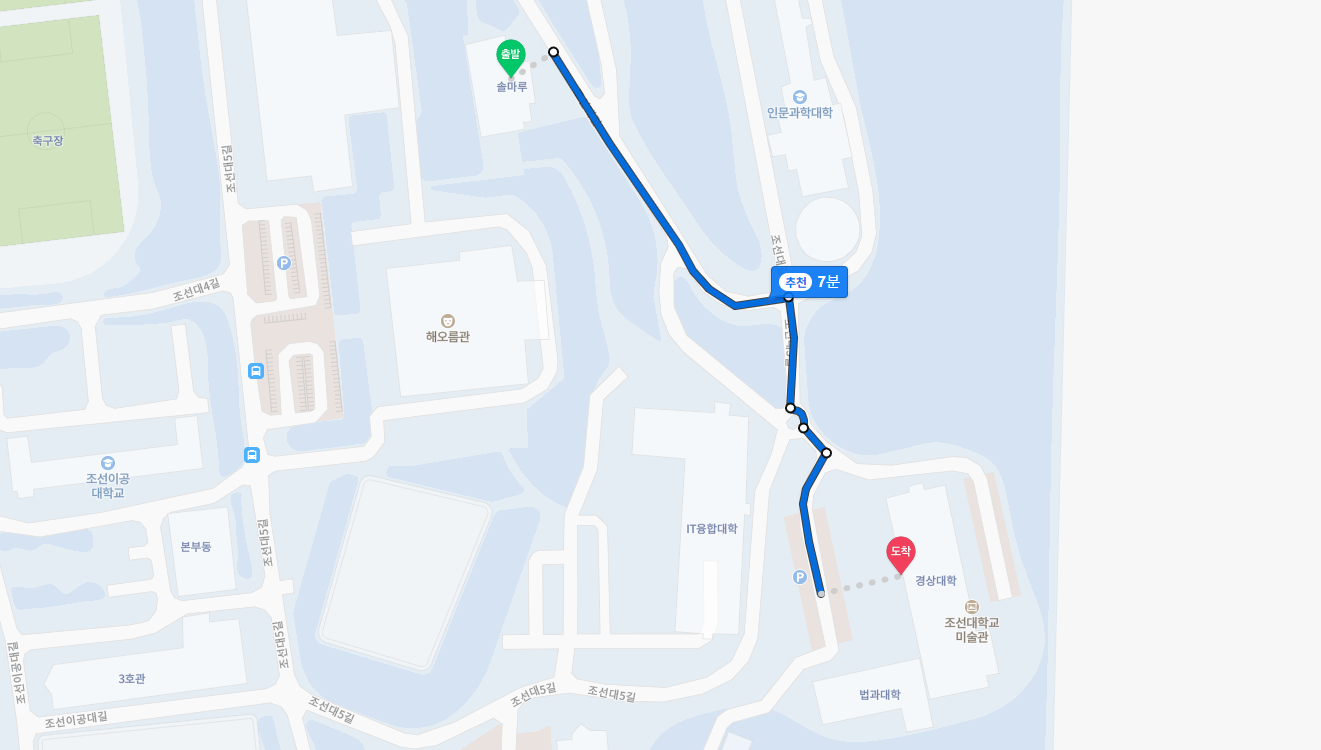 출발
솔마루
인문과학대학
축구장
조선대5길
조선대
P
추천 7분
조선대4길
해오름관
조선이공
대학교
IT융합대학
본부동
조선대5길
도착
P
경상대학
조선대학교
미술관
조선대5길
조선이공대길
3호관
조선대5길
조선대5길
법과대학
조선대5길
조선이공대길